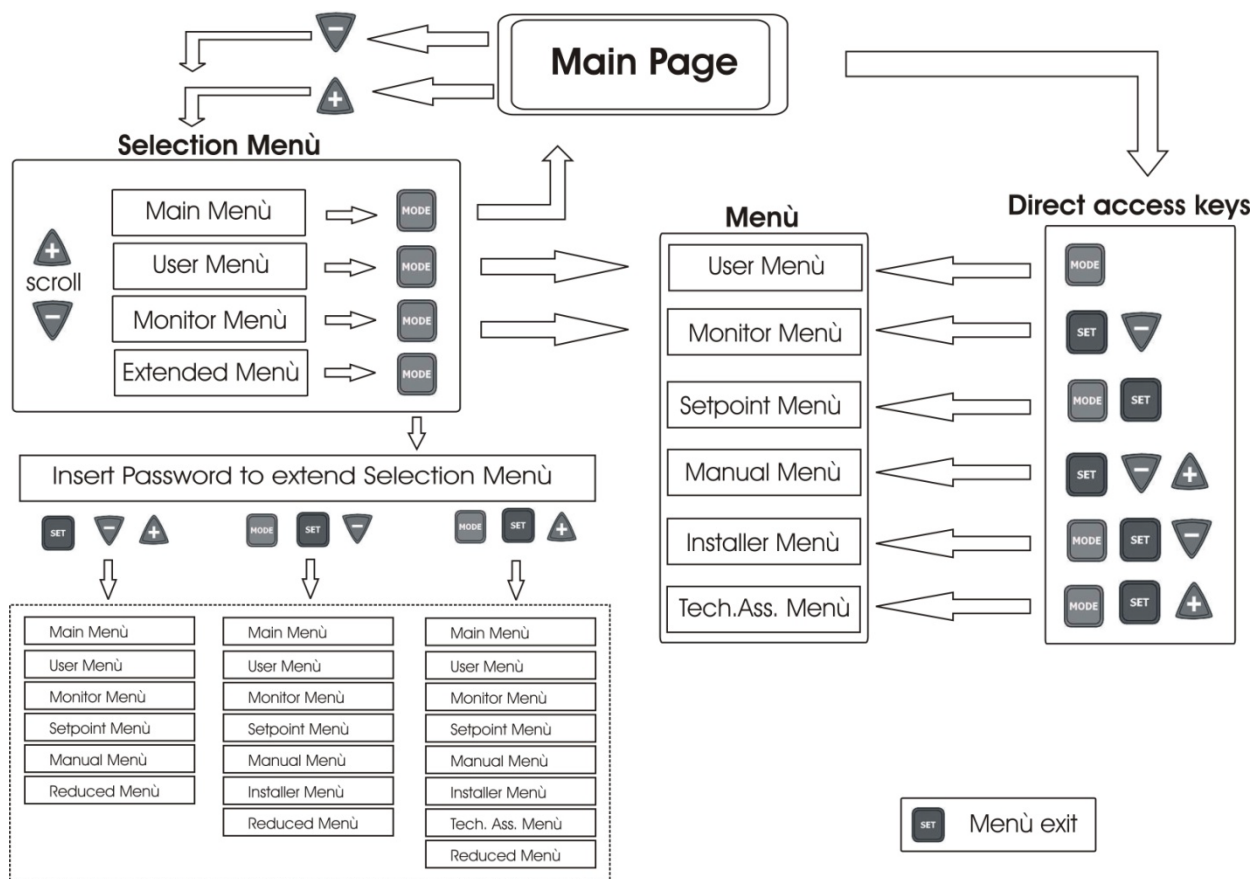 −
Main Page
+
Selection Menù
Main Menù
MODE
+
scroll
−
User Menù
MODE
Monitor Menù
MODE
Extended Menù
MODE
Insert Password to extend Selection Menù
SET − +
MODE SET −
MODE SET +
Main Menù
User Menù
Monitor Menù
Setpoint Menù
Manual Menù
Reduced Menù
Main Menù
User Menù
Monitor Menù
Setpoint Menù
Manual Menù
Installer Menù
Reduced Menù
Main Menù
User Menù
Monitor Menù
Setpoint Menù
Manual Menù
Installer Menù
Tech. Ass. Menù
Reduced Menù
Menù
User Menù
Monitor Menù
Setpoint Menù
Manual Menù
Installer Menù
Tech.Ass. Menù
Direct access keys
MODE
SET −
MODE SET
SET − +
MODE SET −
MODE SET +
SET Menù exit